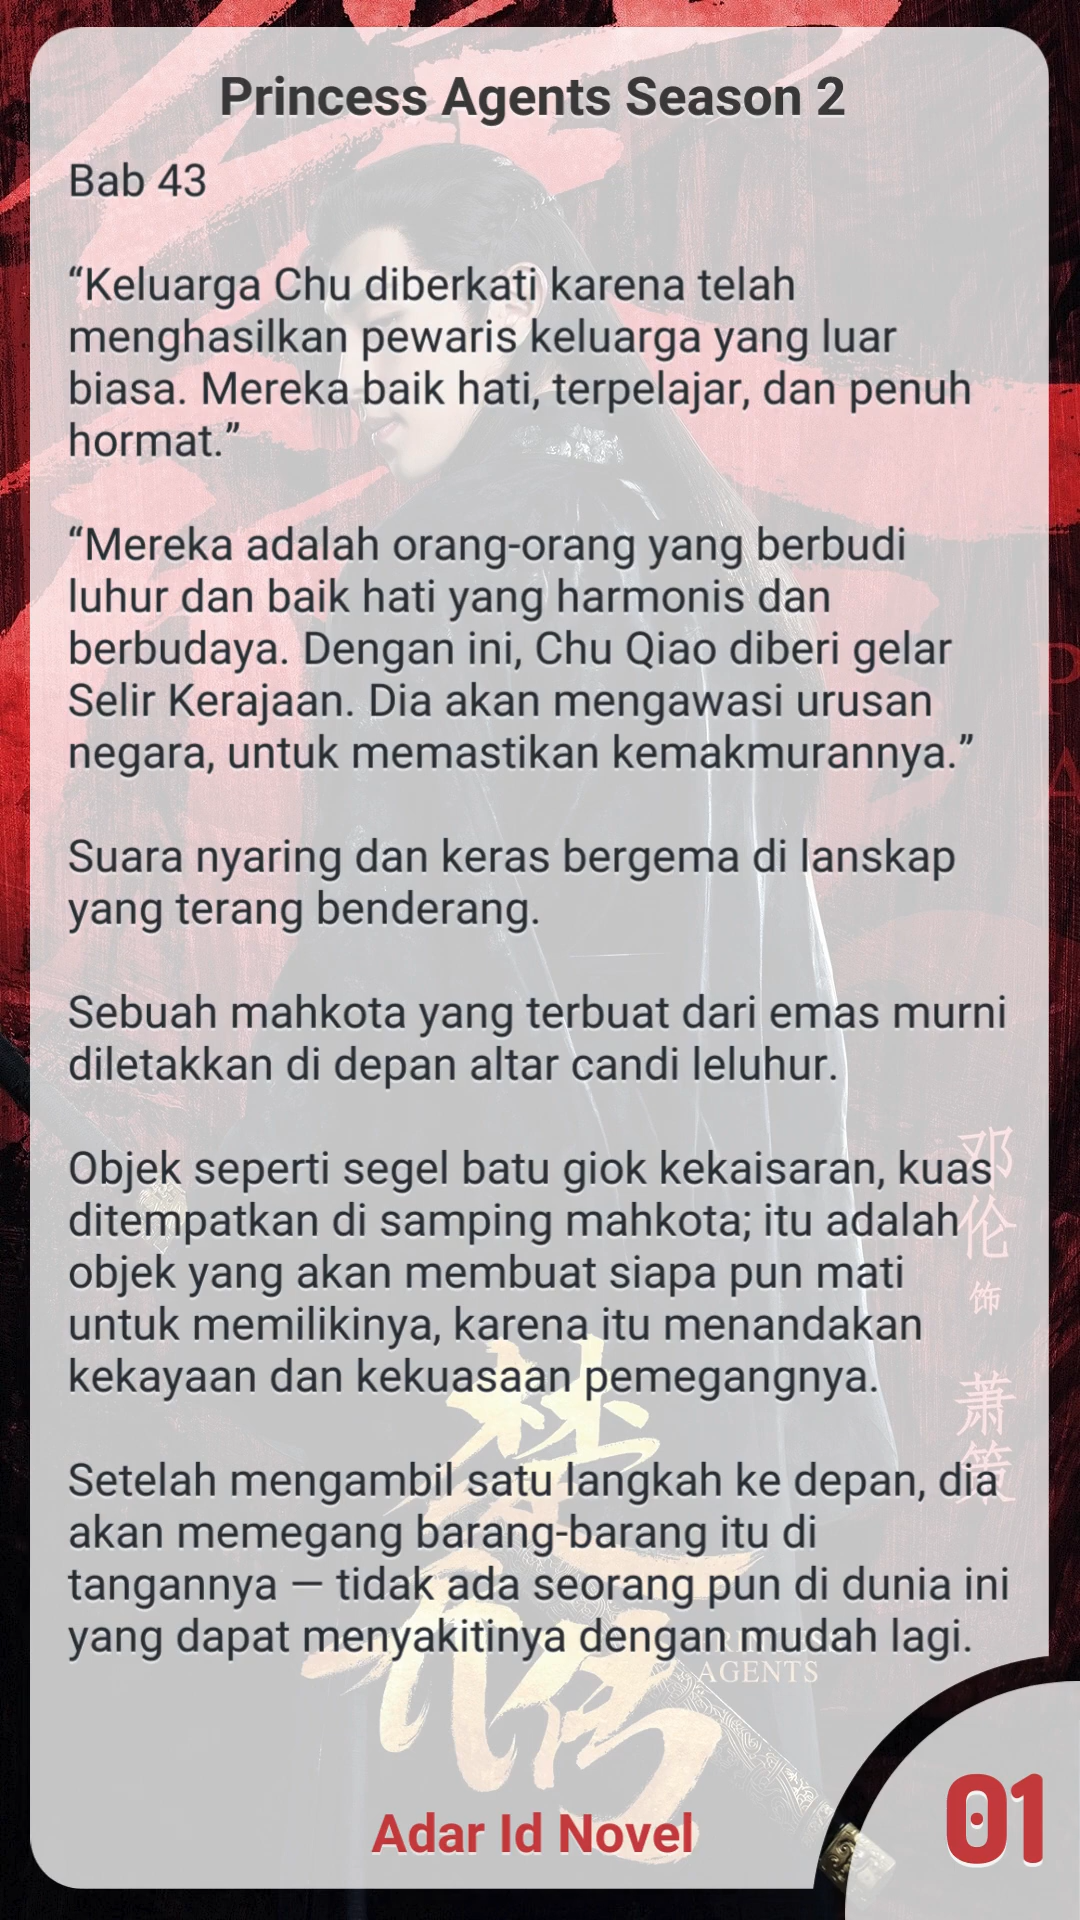 Princess Agents Season 2
Bab 43
“Keluarga Chu diberkati karena telah
menghasilkan pewaris keluarga yang luar
biasa. Mereka baik hati, terpelajar, dan penuh
hormat.”
“Mereka adalah orang-orang yang berbudi
luhur dan baik hati yang harmonis dan
berbudaya. Dengan ini, Chu Qiao diberi gelar
Selir Kerajaan. Dia akan mengawasi urusan
negara, untuk memastikan kemakmurannya.”
Suara nyaring dan keras bergema di lanskap
yang terang benderang.
Sebuah mahkota yang terbuat dari emas murni
diletakkan di depan altar candi leluhur.
Objek seperti segel batu giok kekaisaran, kuas
ditempatkan di samping mahkota; itu adalah
objek yang akan membuat siapa pun mati
untuk memilikinya, karena itu menandakan
kekayaan dan kekuasaan pemegangnya.
Setelah mengambil satu langkah ke depan, dia
akan memegang barang-barang itu di
tangannya — tidak ada seorang pun di dunia ini
yang dapat menyakitinya dengan mudah lagi.
邓伦 饰 萧策
楚乔
PRINCESS
AGENTS
Adar Id Novel
01